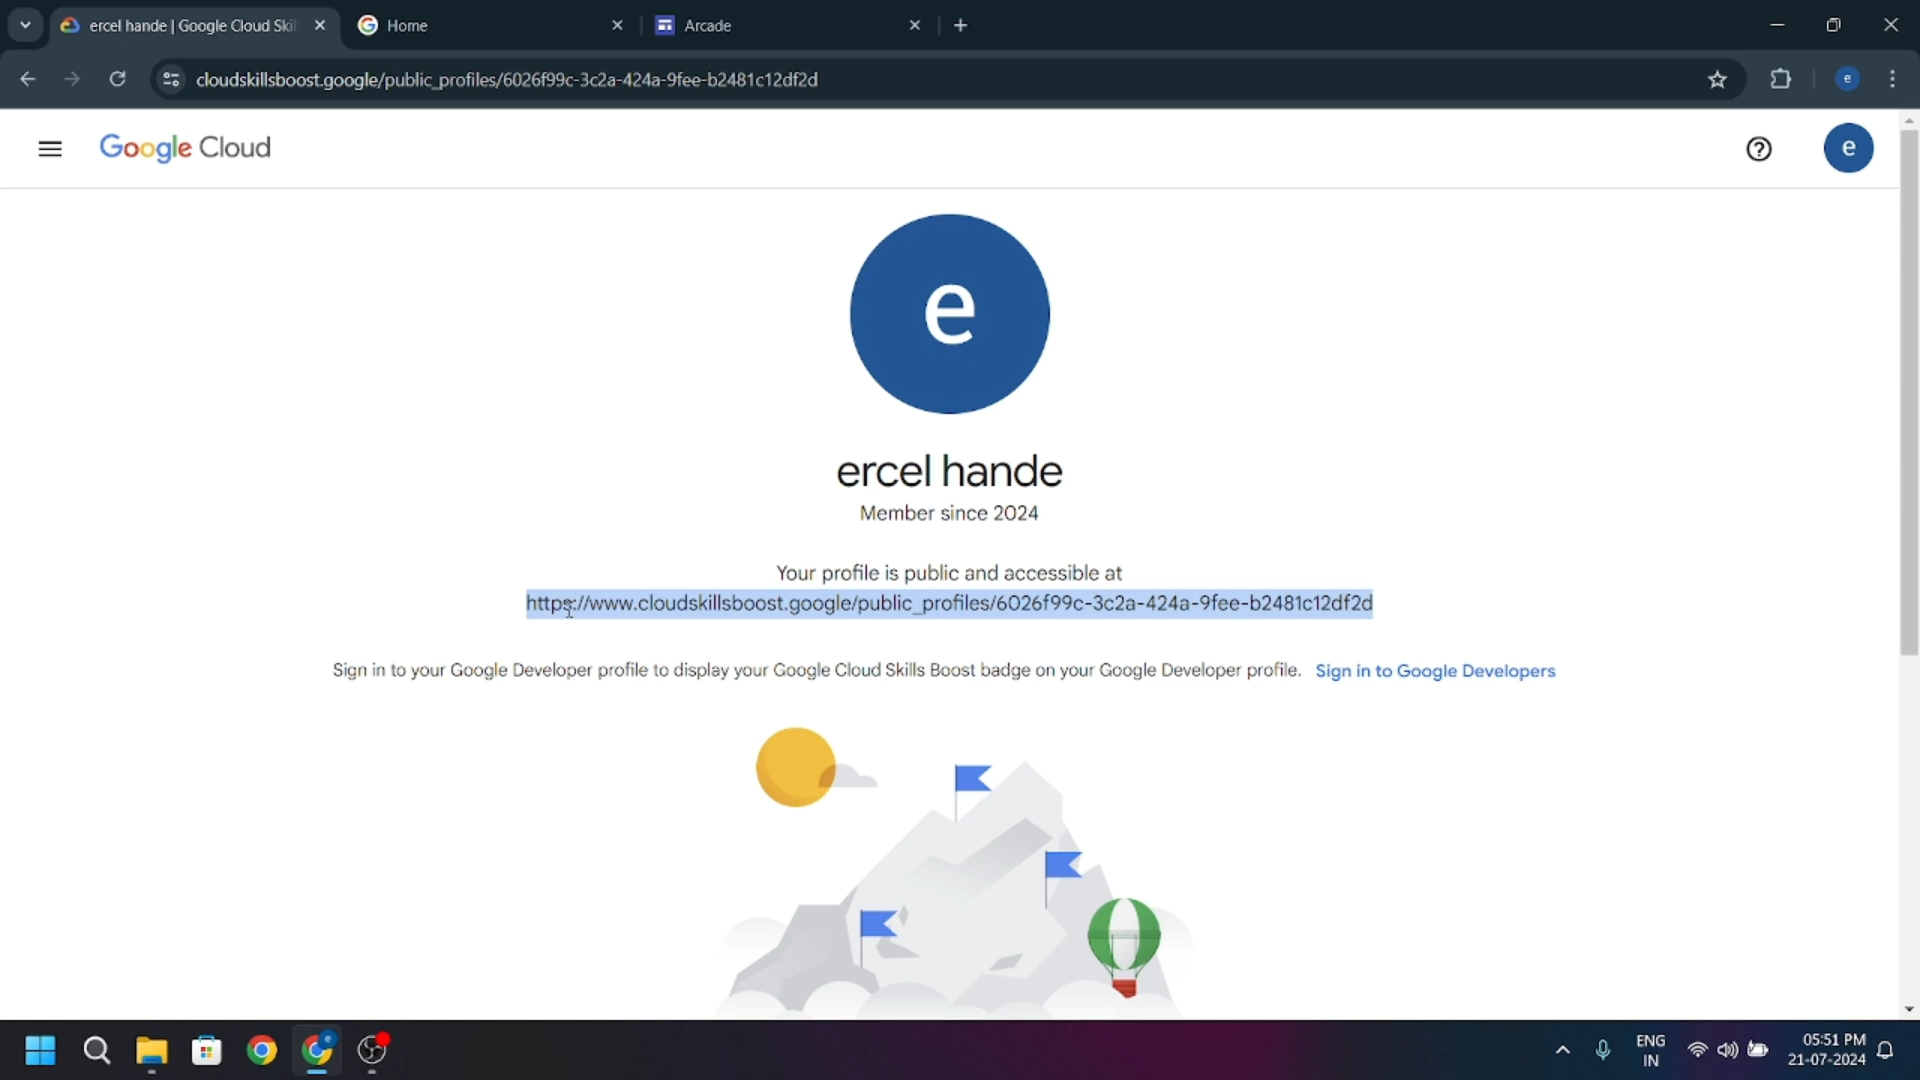 ercel hande | Google Cloud Skil
Home
Arcade
cloudskillsboost.google/public_profiles/6026f99c-3c2a-424a-9fee-b2481c12df2d
e
Google Cloud
e
e
ercel hande
Member since 2024
Your profile is public and accessible at
https://www.cloudskillsboost.google/public_profiles/6026f99c-3c2a-424a-9fee-b2481c12df2d
Sign in to your Google Developer profile to display your Google Cloud Skills Boost badge on your Google Developer profile. Sign in to Google Developers
ENG
IN
05:51 PM
21-07-2024